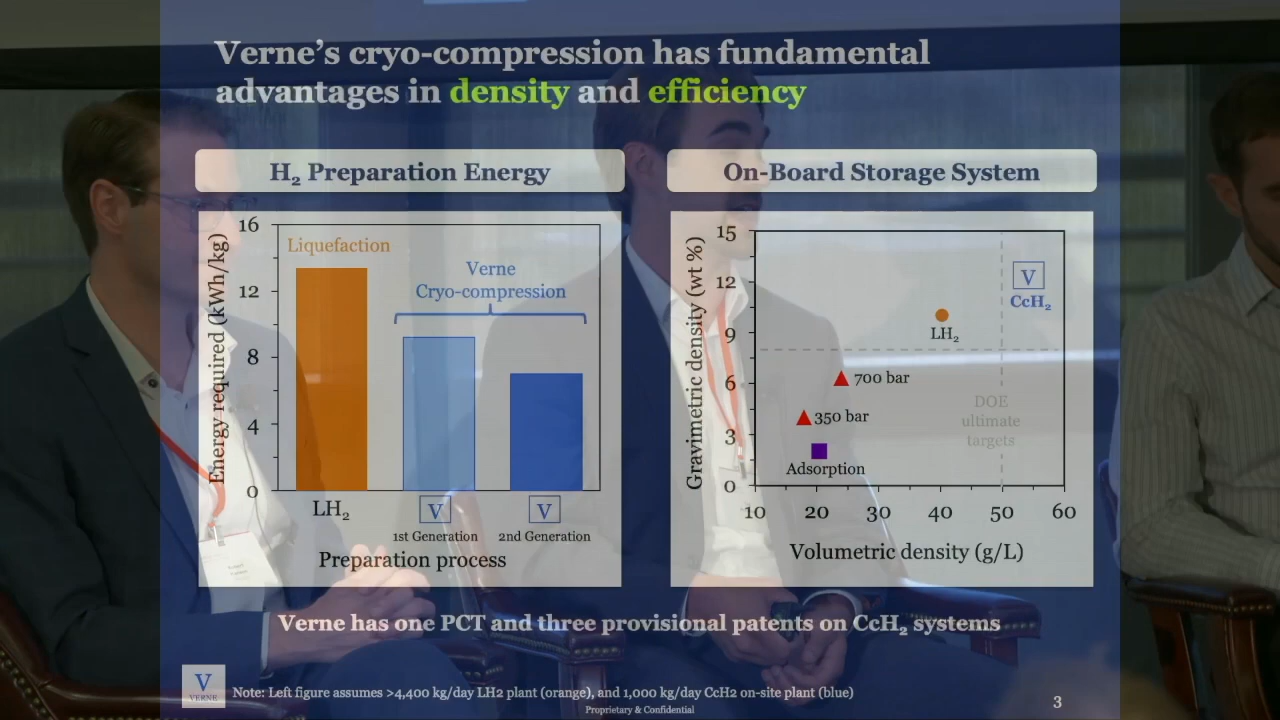 Verne's cryo-compression has fundamental
advantages in density and efficiency
H₂ Preparation Energy
On-Board Storage System
Energy required (kWh/kg)
16
12
8
4
0
Liquefaction
Verne
Cryo-compression
LH₂
V
1st Generation
V
2nd Generation
Preparation process
Gravimetric density (wt %)
15
12
9
6
3
0
V
CcH₂
LH₂
700 bar
350 bar
Adsorption
DOE
ultimate
targets
10 20 30 40 50 60
Volumetric density (g/L)
Verne has one PCT and three provisional patents on CcH₂ systems
V
VERNE
Note: Left figure assumes >4,400 kg/day LH2 plant (orange), and 1,000 kg/day CcH2 on-site plant (blue)
Proprietary & Confidential
3